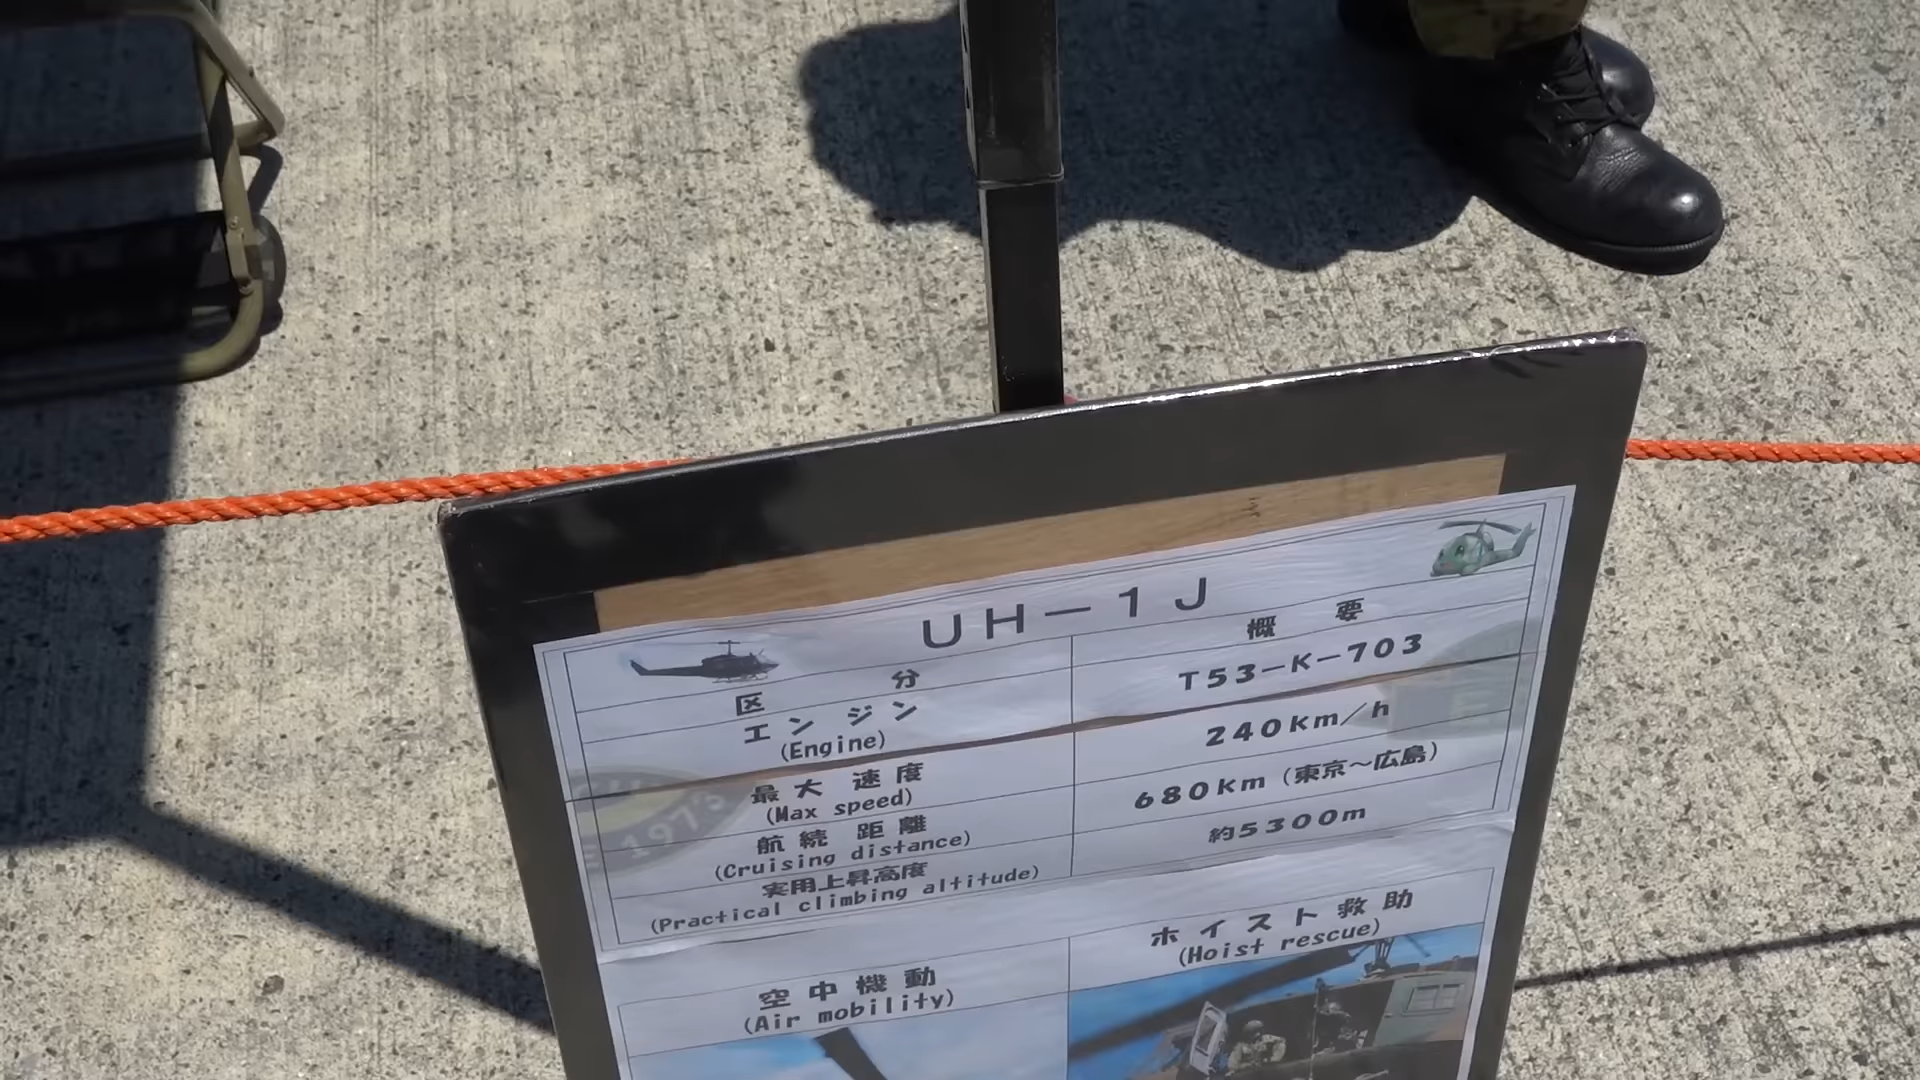 UH-1J
区分 概要
エンジン T53-K-703
(Engine)
最大速度 240km/h
(Max speed)
航続距離 680km (東京~広島)
(Cruising distance)
実用上昇高度 約5300m
(Practical climbing altitude)
空中機動 ホイスト救助
(Air mobility) (Hoist rescue)